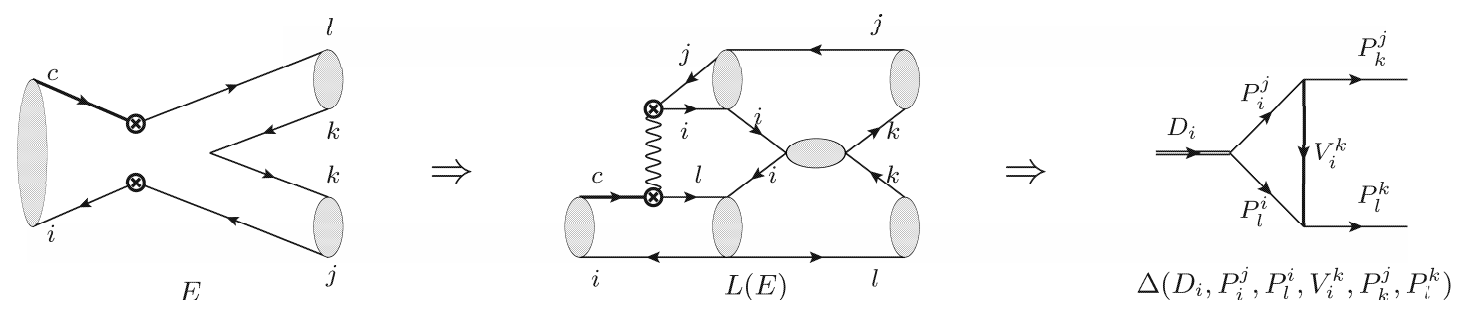 c
l
k
k
i
j
E
⇒
j
j
i
i
k
c
l
i
k
i
l
L(E)
⇒
D_i
P_i^j
P_k^j
V_i^k
P_l^i
P_l^k
Δ(D_i, P_i^j, P_l^i, V_i^k, P_k^j, P_l^k)